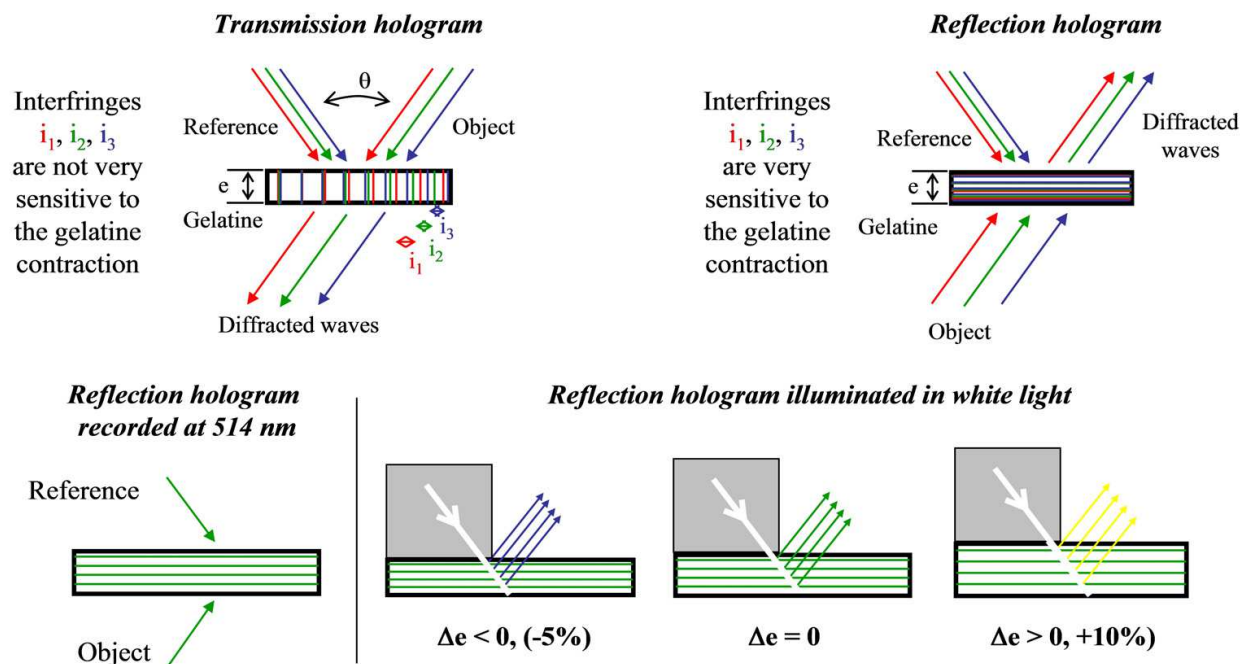 Transmission hologram
Interfringes
i1, i2, i3
are not very
sensitive to
the gelatine
contraction
θ
Reference
Object
e
Gelatine
i3
i2
i1
Diffracted waves
Reflection hologram
Interfringes
i1, i2, i3
are very
sensitive to
the gelatine
contraction
Reference
Diffracted
waves
e
Gelatine
Object
Reflection hologram
recorded at 514 nm
Reference
Object
Reflection hologram illuminated in white light
Δe < 0, (-5%)
Δe = 0
Δe > 0, +10%)